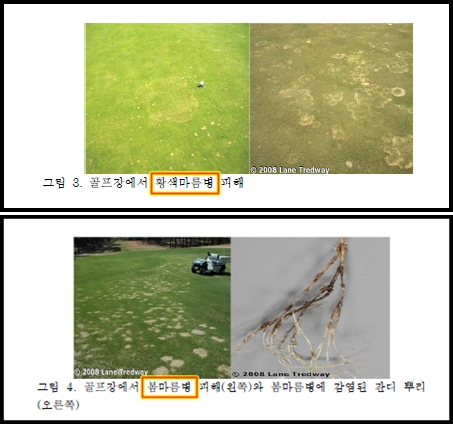 © 2008 Lane Tredway
그림 3. 골프장에서 황색마름병 피해
© 2008 Lane Tredway
© 2008 Lane Tredway
그림 4. 골프장에서 봄마름병 피해(왼쪽)와 봄마름병에 감염된 잔디 뿌리
(오른쪽)